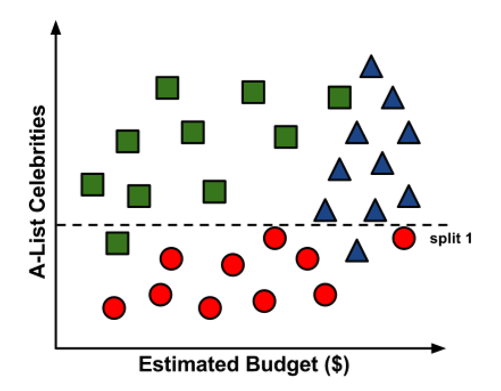 A-List Celebrities
split 1
Estimated Budget ($)